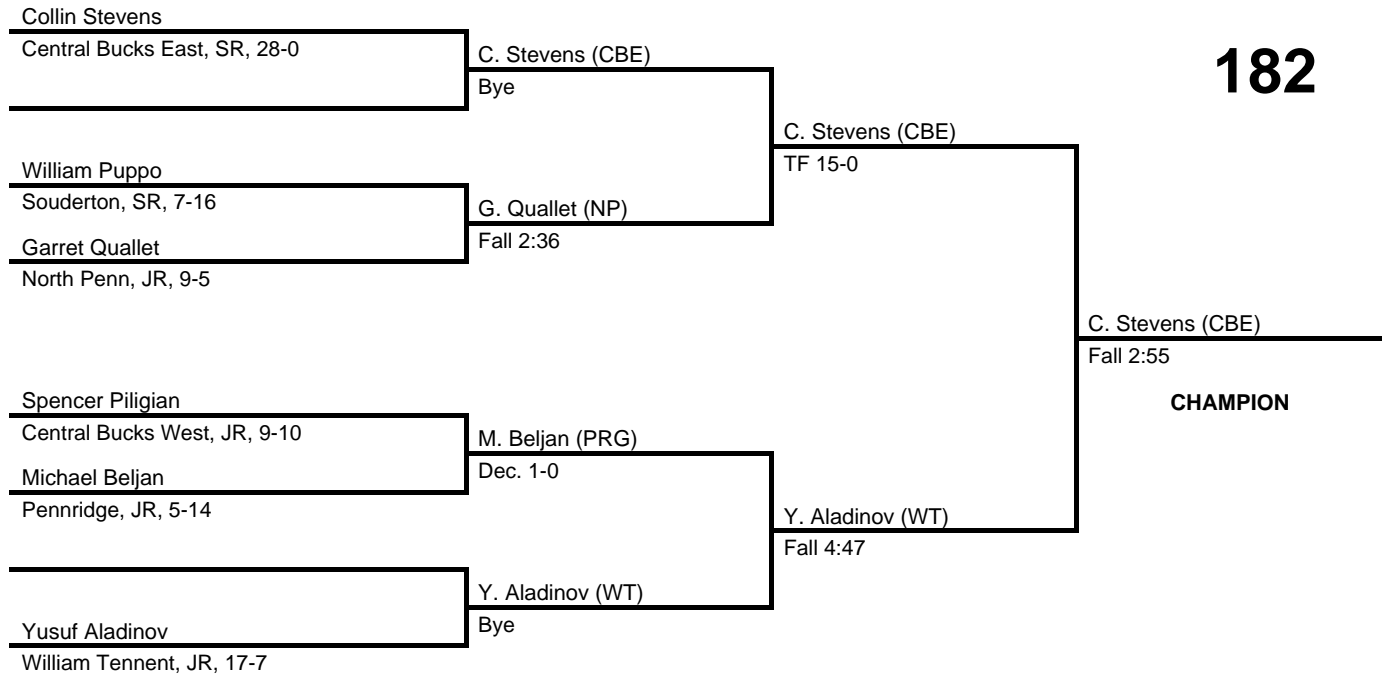 Collin Stevens
Central Bucks East, SR, 28-0
C. Stevens (CBE)
Bye
182
C. Stevens (CBE)
TF 15-0
William Puppo
Souderton, SR, 7-16
G. Quallet (NP)
Fall 2:36
Garret Quallet
North Penn, JR, 9-5
C. Stevens (CBE)
Fall 2:55
CHAMPION
Spencer Piligian
Central Bucks West, JR, 9-10
M. Beljan (PRG)
Dec. 1-0
Michael Beljan
Pennridge, JR, 5-14
Y. Aladinov (WT)
Fall 4:47
Y. Aladinov (WT)
Bye
Yusuf Aladinov
William Tennent, JR, 17-7